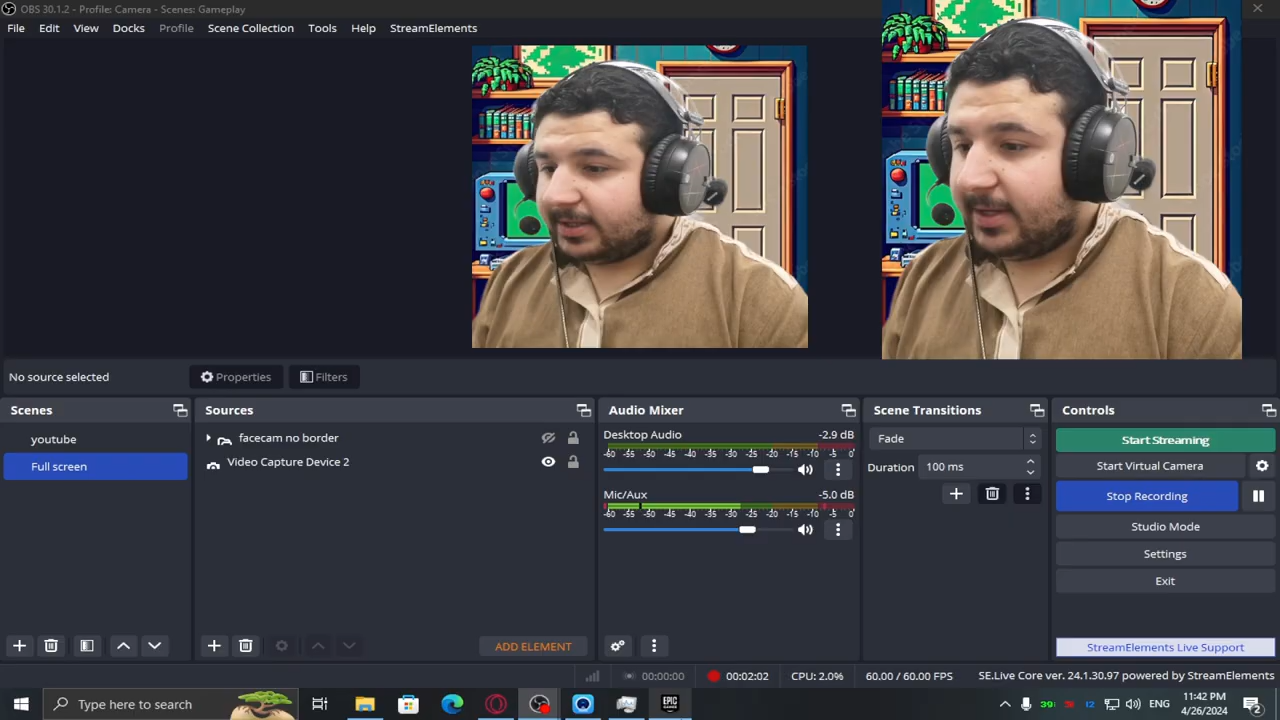 OBS 30.1.2 - Profile: Camera - Scenes: Gameplay
File Edit View Docks Profile Scene Collection Tools Help StreamElements
No source selected Properties Filters
Scenes Sources Audio Mixer Scene Transitions Controls
youtube
Full screen
facecam no border
Video Capture Device 2
ADD ELEMENT
Desktop Audio -2.9 dB
-60 -55 -50 -45 -40 -35 -30 -25 -20 -15 -10 -5 0
Mic/Aux -5.0 dB
-60 -55 -50 -45 -40 -35 -30 -25 -20 -15 -10 -5 0
Fade
Duration 100 ms
Start Streaming
Start Virtual Camera
Stop Recording
Studio Mode
Settings
Exit
StreamElements Live Support
00:00:00 00:02:02 CPU: 2.0% 60.00 / 60.00 FPS SE.Live Core ver. 24.1.30.97 powered by StreamElements
Type here to search
EPIC
ENG
11:42 PM
4/26/2024
2